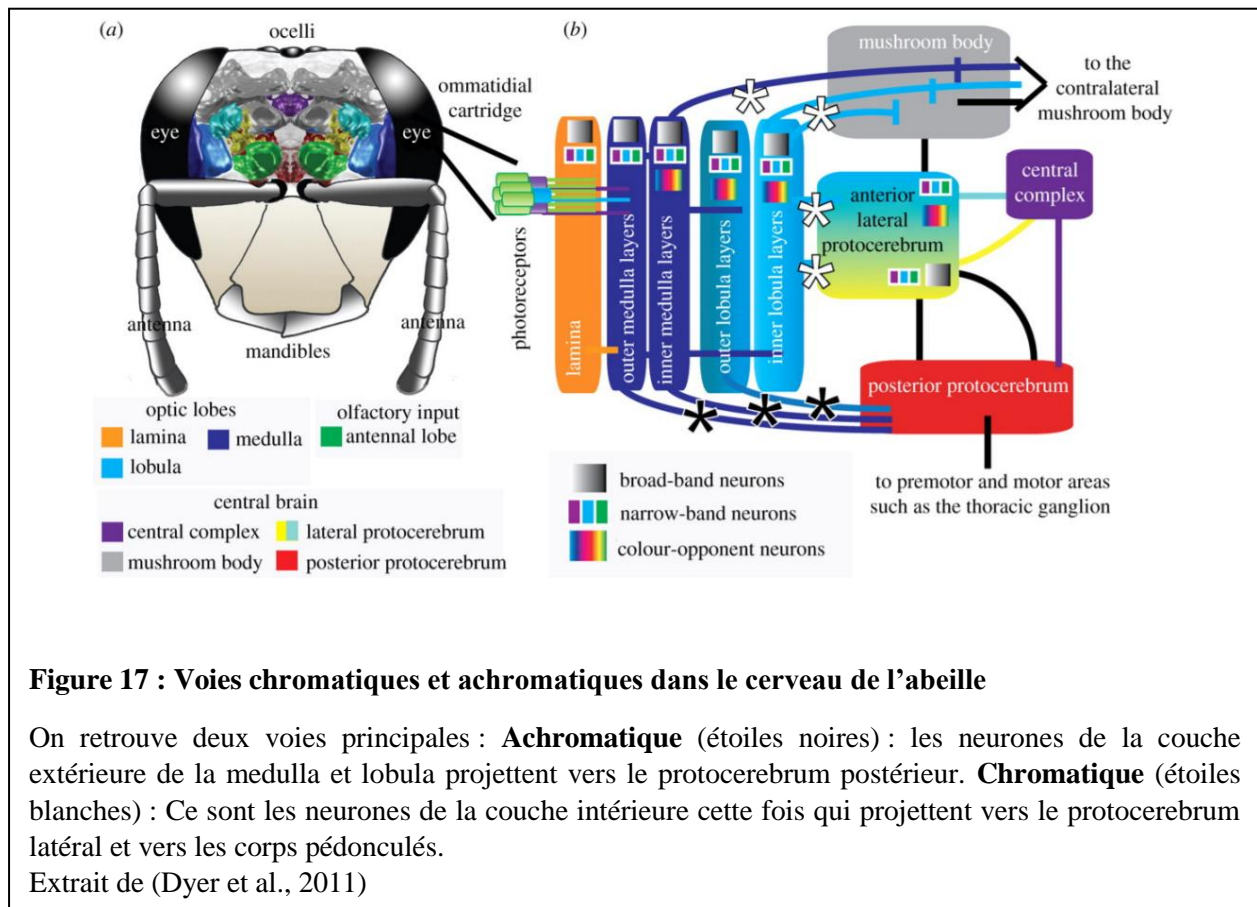 (a)
ocelli
ommatidial
cartridge
eye
eye
antenna
antenna
mandibles
optic lobes
lamina
medulla
lobula
olfactory input
antennal lobe
central brain
central complex
lateral protocerebrum
mushroom body
posterior protocerebrum
(b)
photoreceptors
lamina
outer medulla layers
inner medulla layers
outer lobula layers
inner lobula layers
mushroom body
to the
contralateral
mushroom body
anterior
lateral
protocerebrum
central
complex
posterior protocerebrum
to premotor and motor areas
such as the thoracic ganglion
broad-band neurons
narrow-band neurons
colour-opponent neurons
Figure 17 : Voies chromatiques et achromatiques dans le cerveau de l’abeille
On retrouve deux voies principales : Achromatique (étoiles noires) : les neurones de la couche
extérieure de la medulla et lobula projettent vers le protocerebrum postérieur. Chromatique (étoiles
blanches) : Ce sont les neurones de la couche intérieure cette fois qui projettent vers le protocerebrum
latéral et vers les corps pédonculés.
Extrait de (Dyer et al., 2011)